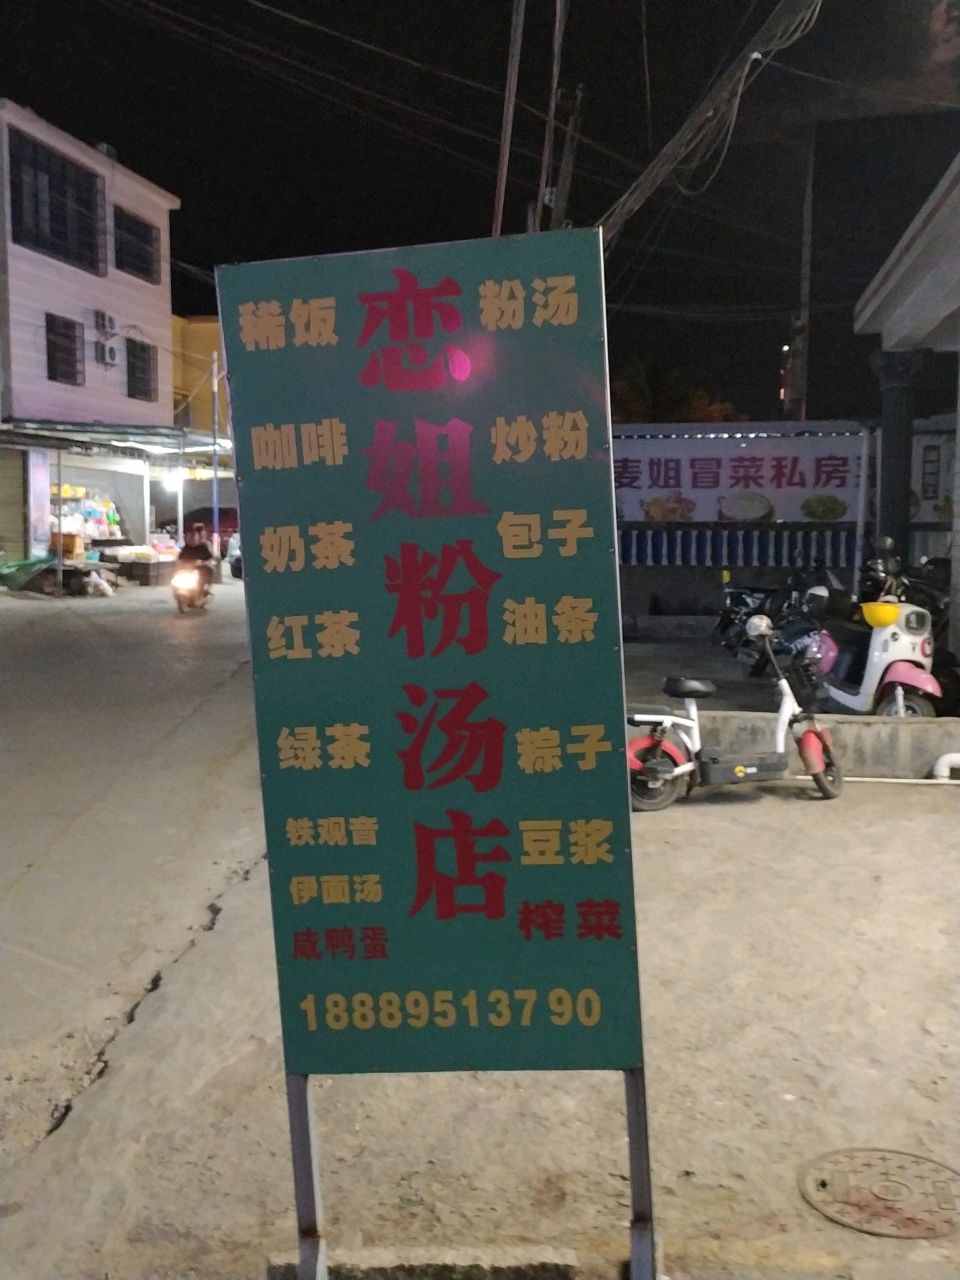 恋姐粉汤店
稀饭
咖啡
奶茶
红茶
绿茶
铁观音
伊面汤
咸鸭蛋
粉汤
炒粉
包子
油条
粽子
豆浆
榨菜
18889513790
麦姐冒菜私房